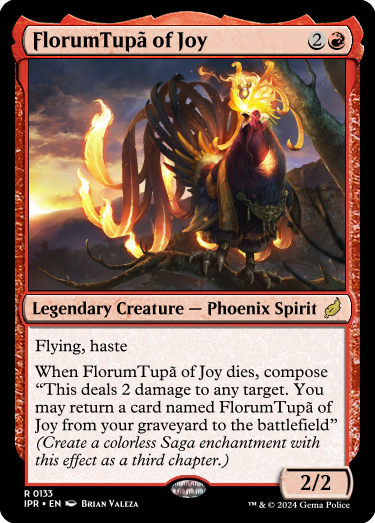 FlorumTupã of Joy 2
Legendary Creature — Phoenix Spirit
Flying, haste
When FlorumTupã of Joy dies, compose
“This deals 2 damage to any target. You
may return a card named FlorumTupã of
Joy from your graveyard to the battlefield”
(Create a colorless Saga enchantment with
this effect as a third chapter.)
2/2
R 0133
IPR • EN Brian Valeza
™ & © 2024 Gema Police